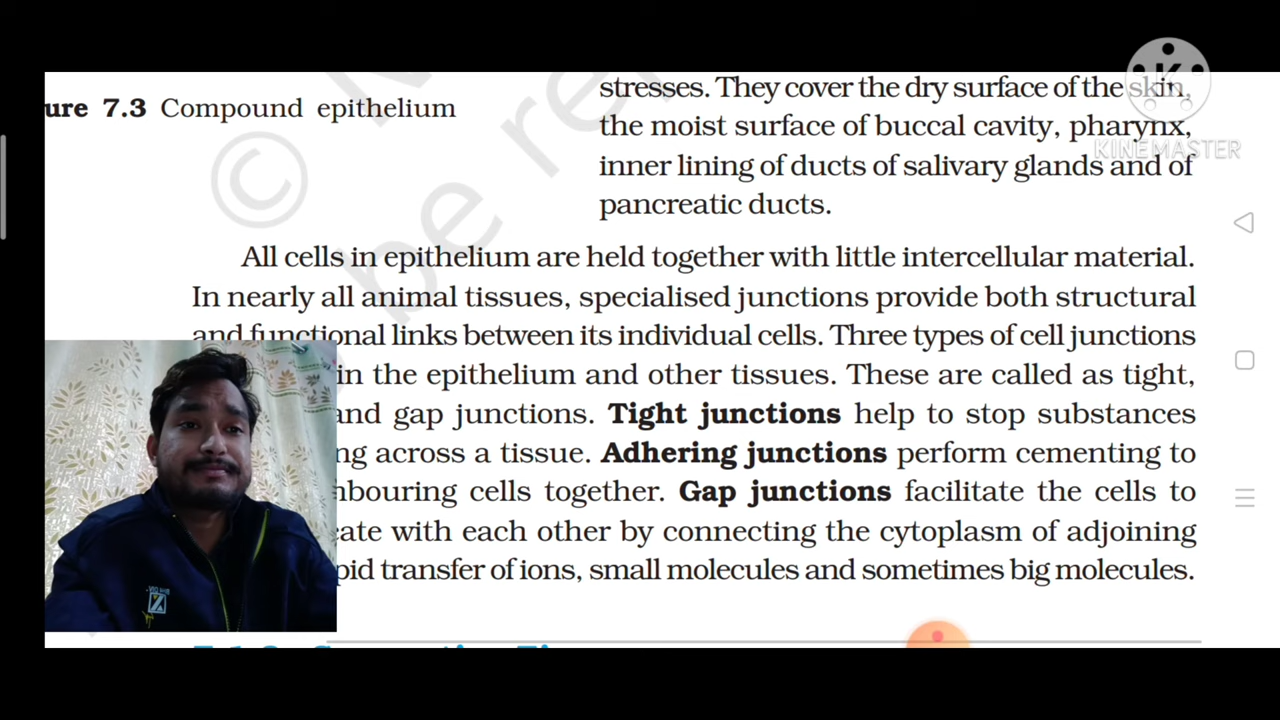 stresses. They cover the dry surface of the skin,
ure 7.3 Compound epithelium
the moist surface of buccal cavity, pharynx,
KINEMASTER
inner lining of ducts of salivary glands and of
pancreatic ducts.
© be re
All cells in epithelium are held together with little intercellular material.
In nearly all animal tissues, specialised junctions provide both structural
and functional links between its individual cells. Three types of cell junctions
in the epithelium and other tissues. These are called as tight,
and gap junctions. Tight junctions help to stop substances
ng across a tissue. Adhering junctions perform cementing to
hbouring cells together. Gap junctions facilitate the cells to
cate with each other by connecting the cytoplasm of adjoining
pid transfer of ions, small molecules and sometimes big molecules.